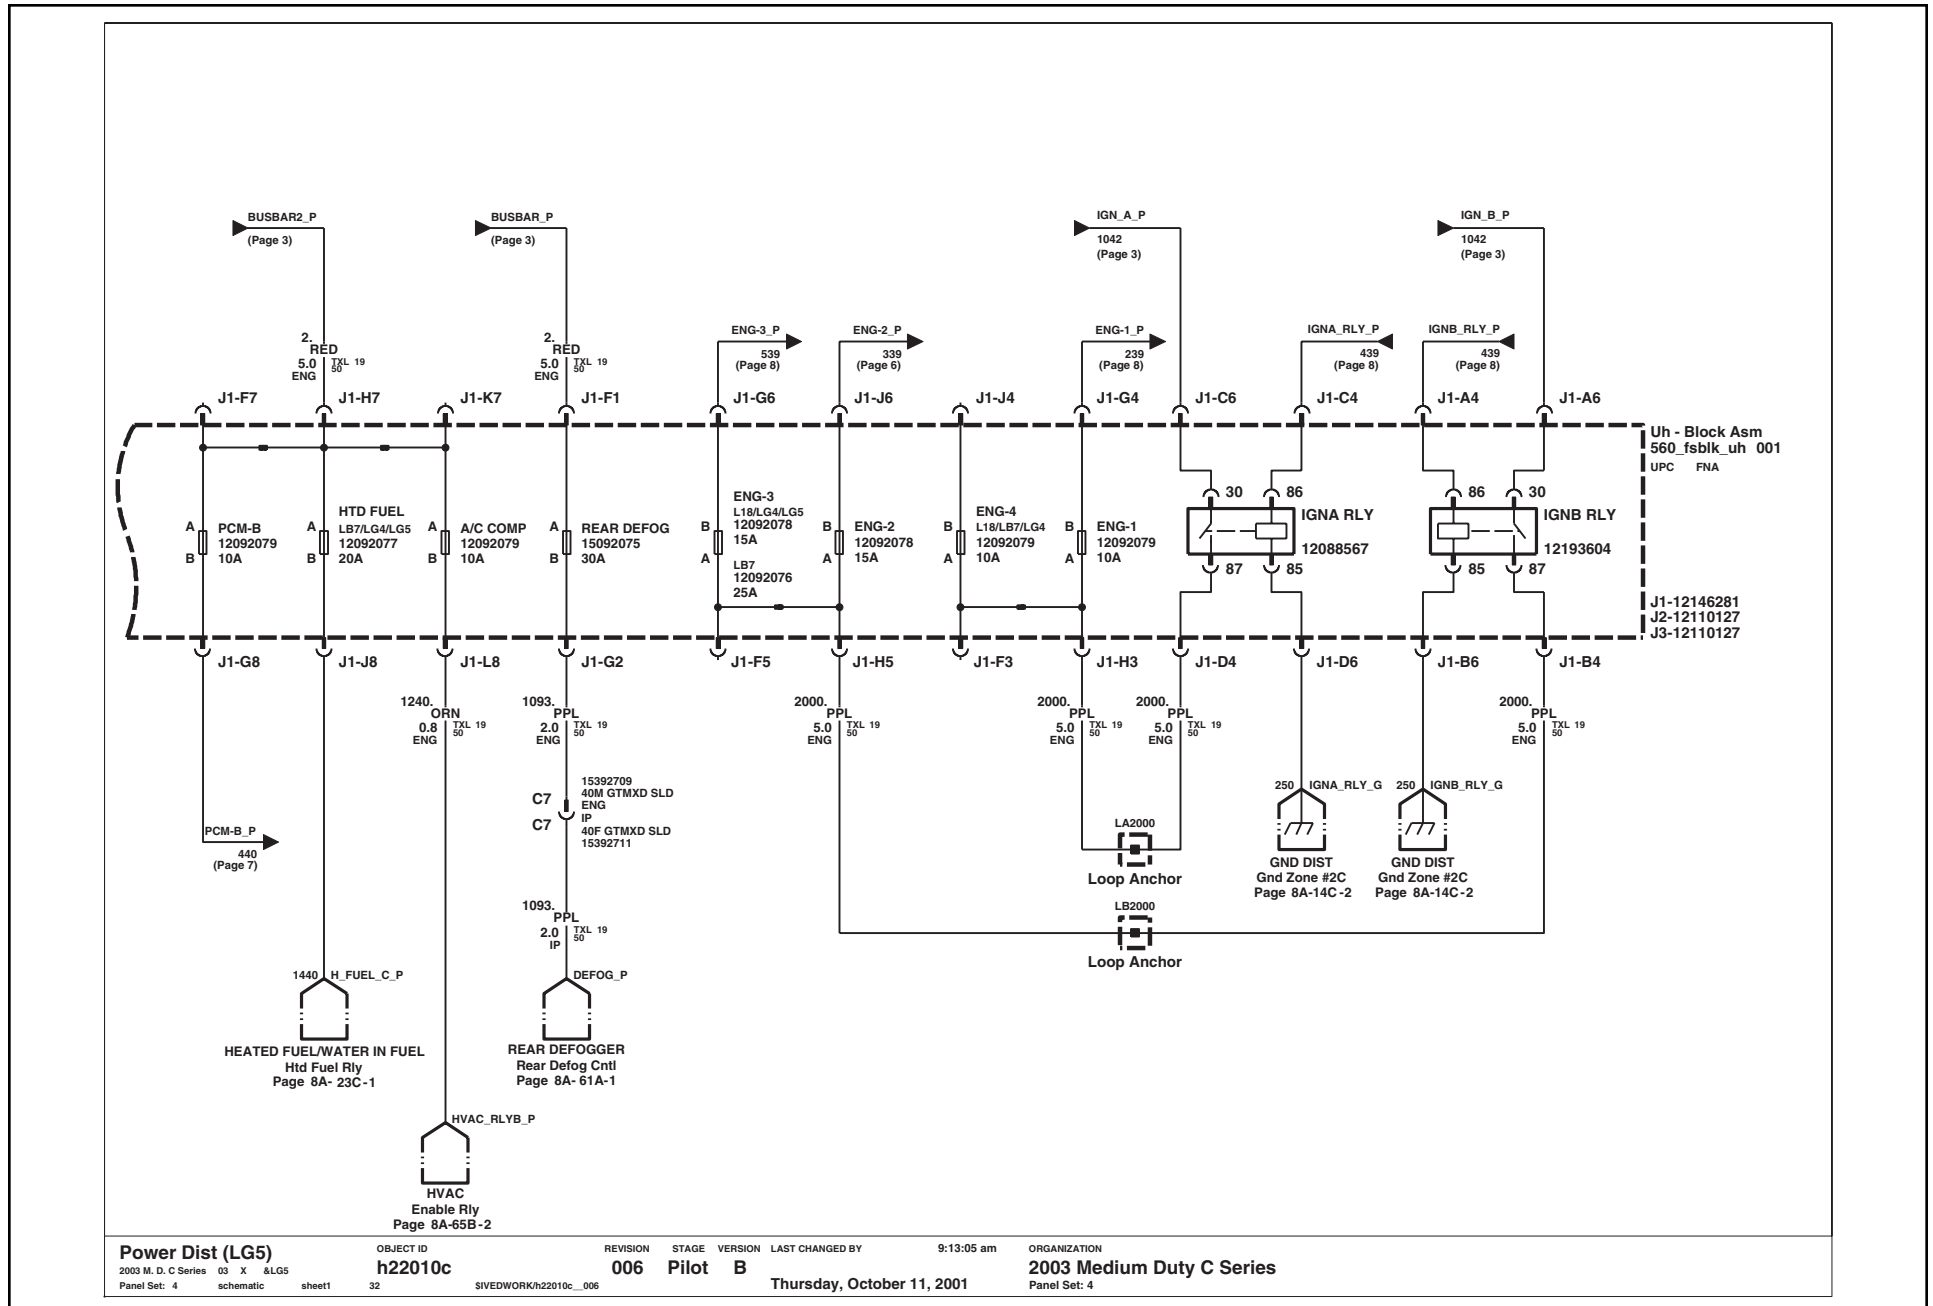 BUSBAR2_P
(Page 3)
BUSBAR_P
(Page 3)
IGN_A_P
1042
(Page 3)
IGN_B_P
1042
(Page 3)
2.
RED
5.0 TXL 19
50
ENG
2.
RED
5.0 TXL 19
50
ENG
ENG-3_P
539
(Page 8)
ENG-2_P
339
(Page 6)
ENG-1_P
239
(Page 8)
IGNA_RLY_P
439
(Page 8)
IGNB_RLY_P
439
(Page 8)
J1-F7 J1-H7 J1-K7 J1-F1 J1-G6 J1-J6 J1-J4 J1-G4 J1-C6 J1-C4 J1-A4 J1-A6
Uh - Block Asm
560_fsblk_uh 001
UPC FNA
A
B
PCM-B
12092079
10A
HTD FUEL
LB7/LG4/LG5
A
B
12092077
20A
A
B
A/C COMP
12092079
10A
A
B
REAR DEFOG
15092075
30A
ENG-3
L18/LG4/LG5
B
A
12092078
15A
LB7
12092076
25A
B
A
ENG-2
12092078
15A
ENG-4
L18/LB7/LG4
B
A
12092079
10A
B
A
ENG-1
12092079
10A
30 86
IGNA RLY
12088567
87 85
86 30
IGNB RLY
12193604
85 87
J1-12146281
J2-12110127
J3-12110127
J1-G8 J1-J8 J1-L8 J1-G2 J1-F5 J1-H5 J1-F3 J1-H3 J1-D4 J1-D6 J1-B6 J1-B4
1240.
ORN
0.8 TXL 19
50
ENG
1093.
PPL
2.0 TXL 19
50
ENG
2000.
PPL
5.0 TXL 19
50
ENG
2000.
PPL
5.0 TXL 19
50
ENG
2000.
PPL
5.0 TXL 19
50
ENG
2000.
PPL
5.0 TXL 19
50
ENG
15392709
40M GTMXD SLD
C7 ENG
IP
C7 40F GTMXD SLD
15392711
250 IGNA_RLY_G
GND DIST
Gnd Zone #2C
Page 8A-14C-2
250 IGNB_RLY_G
GND DIST
Gnd Zone #2C
Page 8A-14C-2
PCM-B_P
440
(Page 7)
LA2000
Loop Anchor
LB2000
Loop Anchor
1093.
PPL
2.0 TXL 19
50
IP
1440 H_FUEL_C_P
HEATED FUEL/WATER IN FUEL
Htd Fuel Rly
Page 8A- 23C-1
DEFOG_P
REAR DEFOGGER
Rear Defog Cntl
Page 8A- 61A-1
HVAC_RLYB_P
HVAC
Enable Rly
Page 8A-65B-2
Power Dist (LG5)
2003 M. D. C Series 03 X &LG5
Panel Set: 4 schematic sheet1 32 $IVEDWORK/h22010c__006
OBJECT ID
h22010c
REVISION
006
STAGE
Pilot
VERSION
B
LAST CHANGED BY 9:13:05 am
Thursday, October 11, 2001
ORGANIZATION
2003 Medium Duty C Series
Panel Set: 4